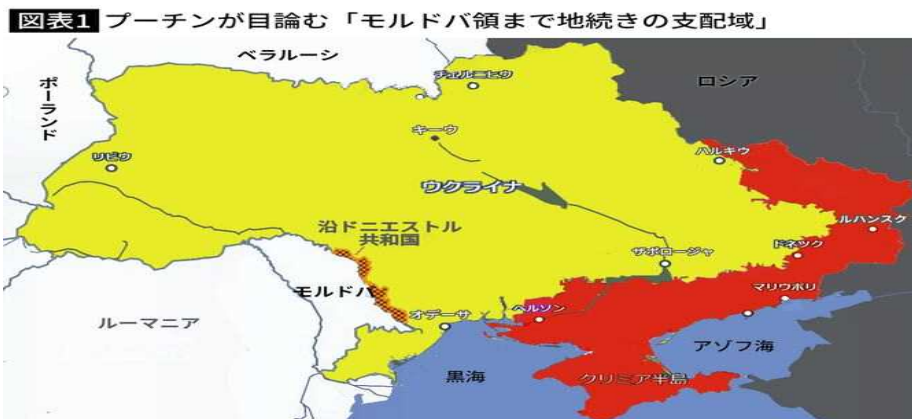 図表1 プーチンが目論む「モルドバ領まで地続きの支配域」
ベラルーシ
ポーランド
チェルニヒウ
ロシア
キーウ
ハルキウ
リビウ
ウクライナ
ルハンスク
沿ドニエストル
共和国
ザポロージャ
ドネツク
モルドバ
マリウポリ
ルーマニア
オデーサ
ヘルソン
アゾフ海
黒海
クリミア半島